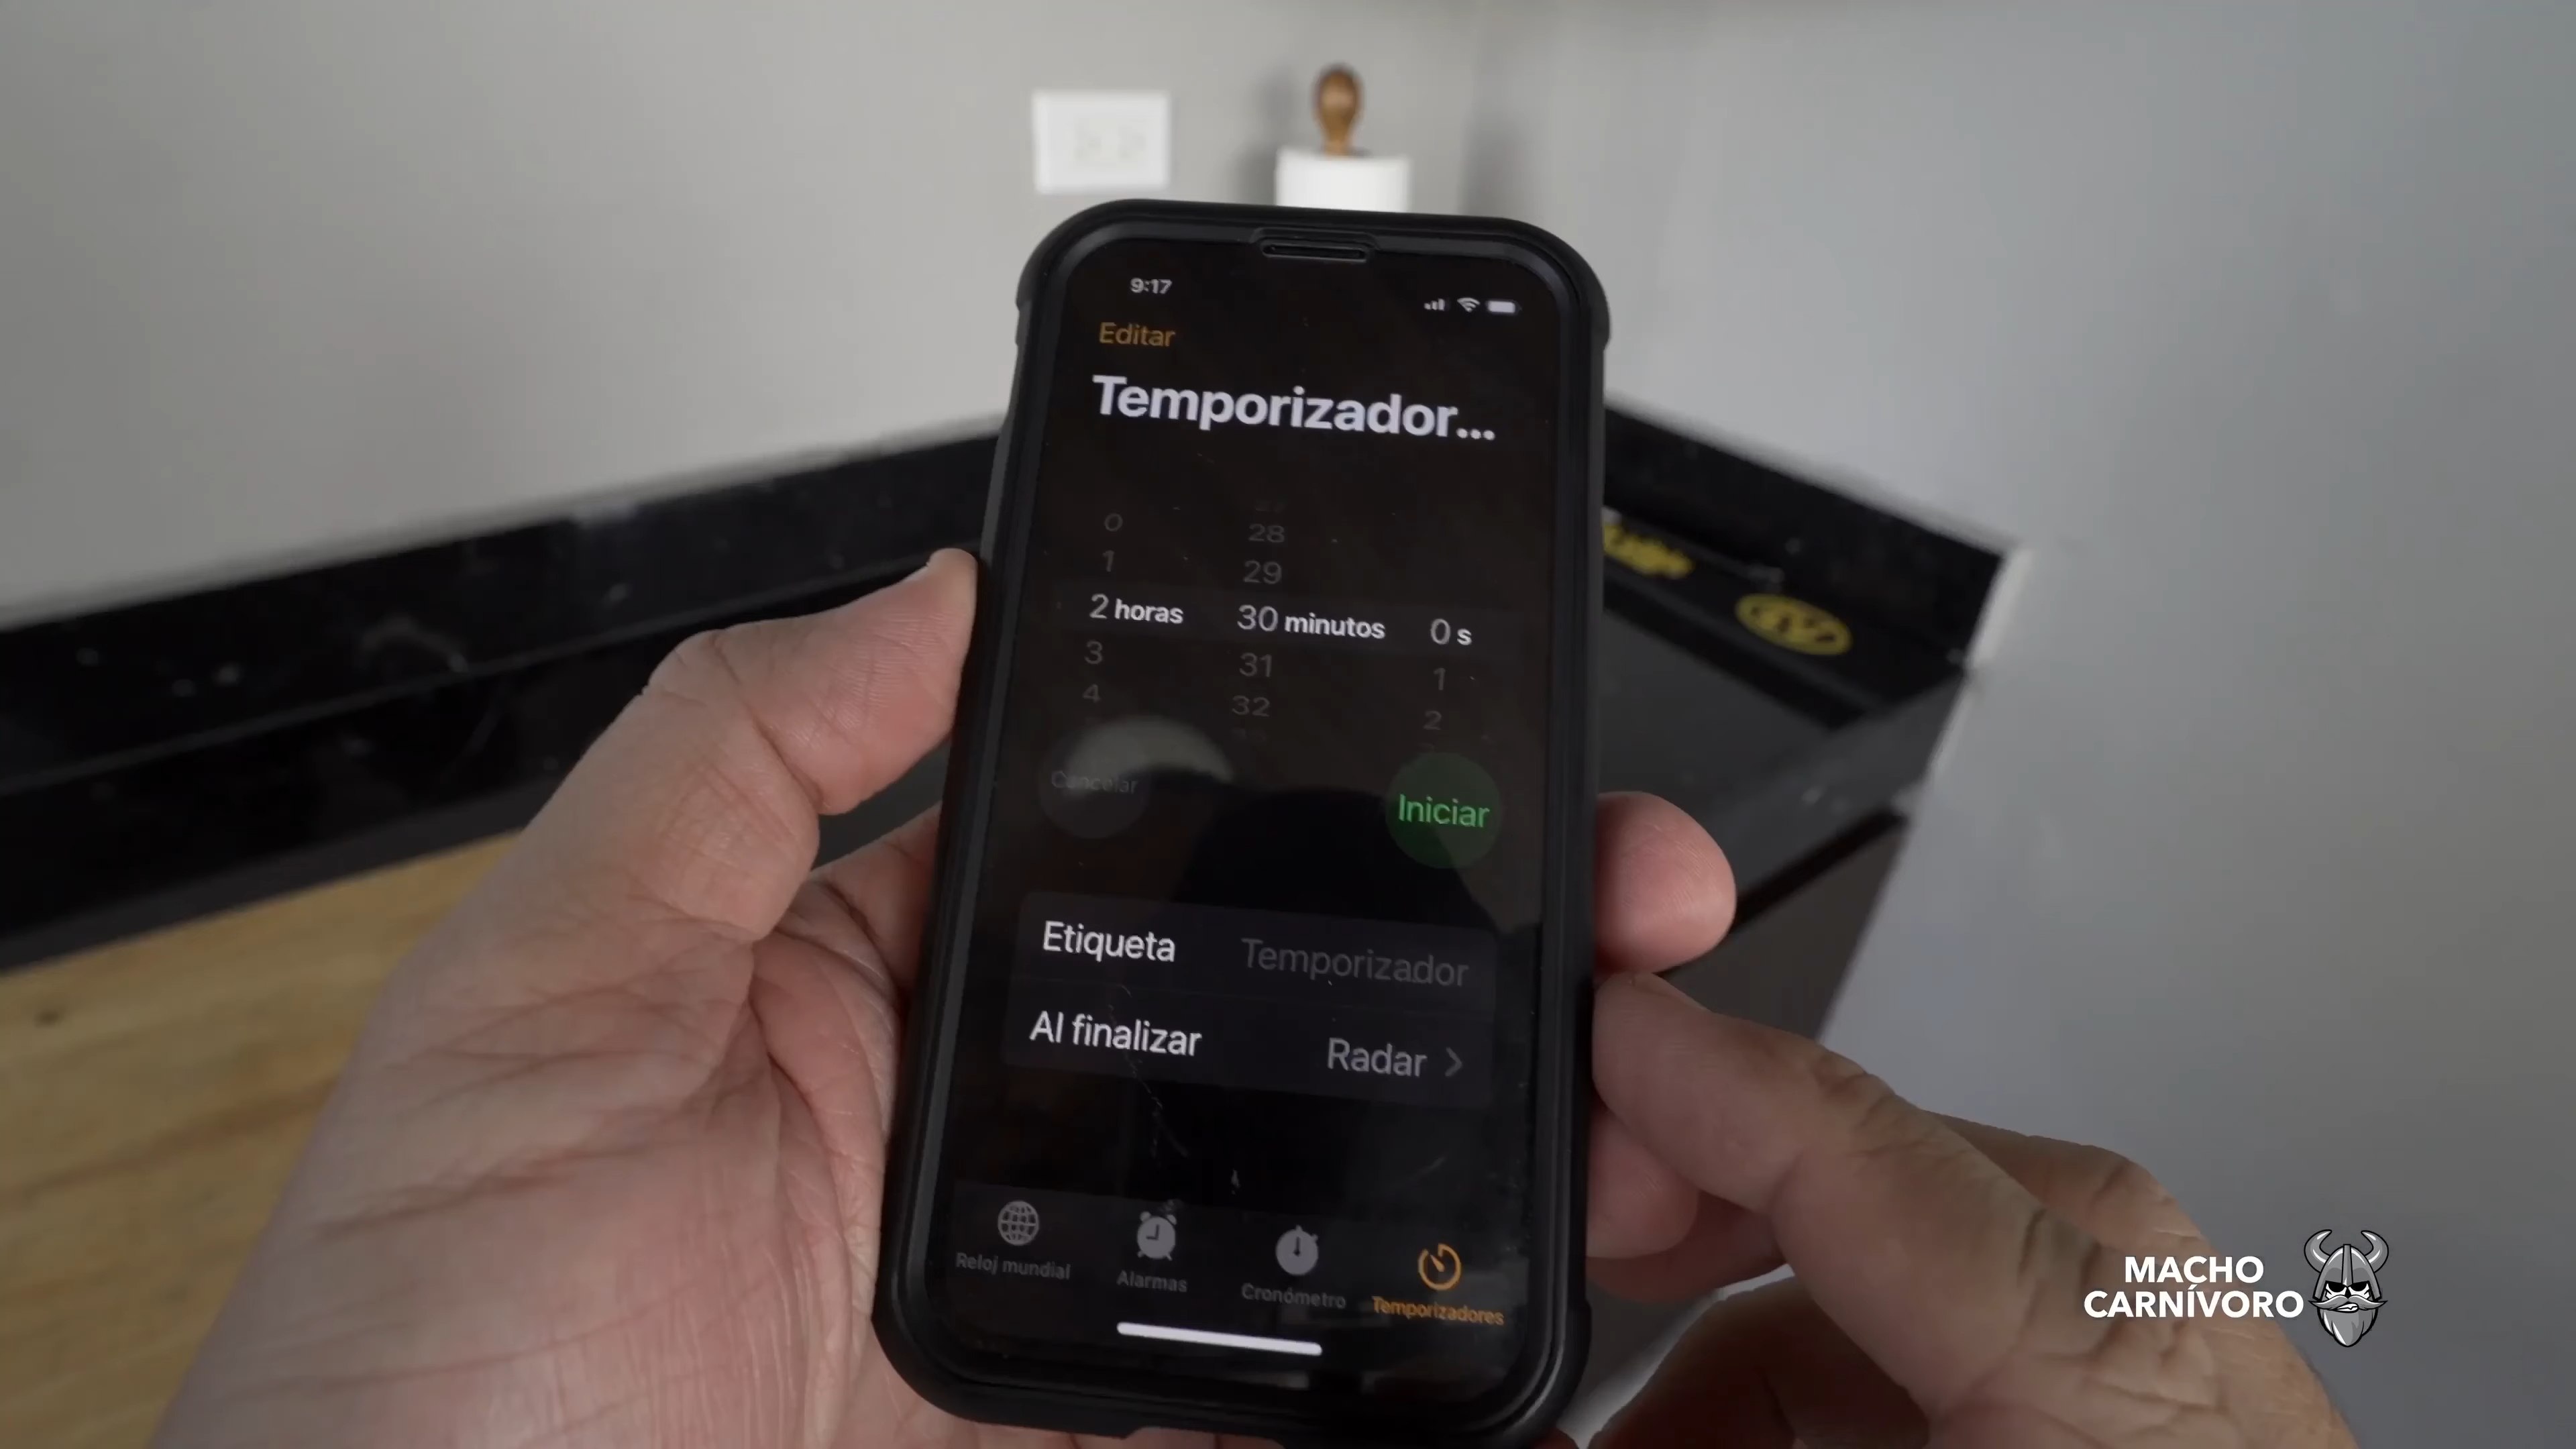 9:17
Editar
Temporizador...
0 28
1 29
2 horas 30 minutos 0 s
3 31 1
4 32 2
Cancelar Iniciar
Etiqueta Temporizador
Al finalizar Radar >
Reloj mundial Alarmas Cronómetro Temporizadores
MACHO
CARNÍVORO